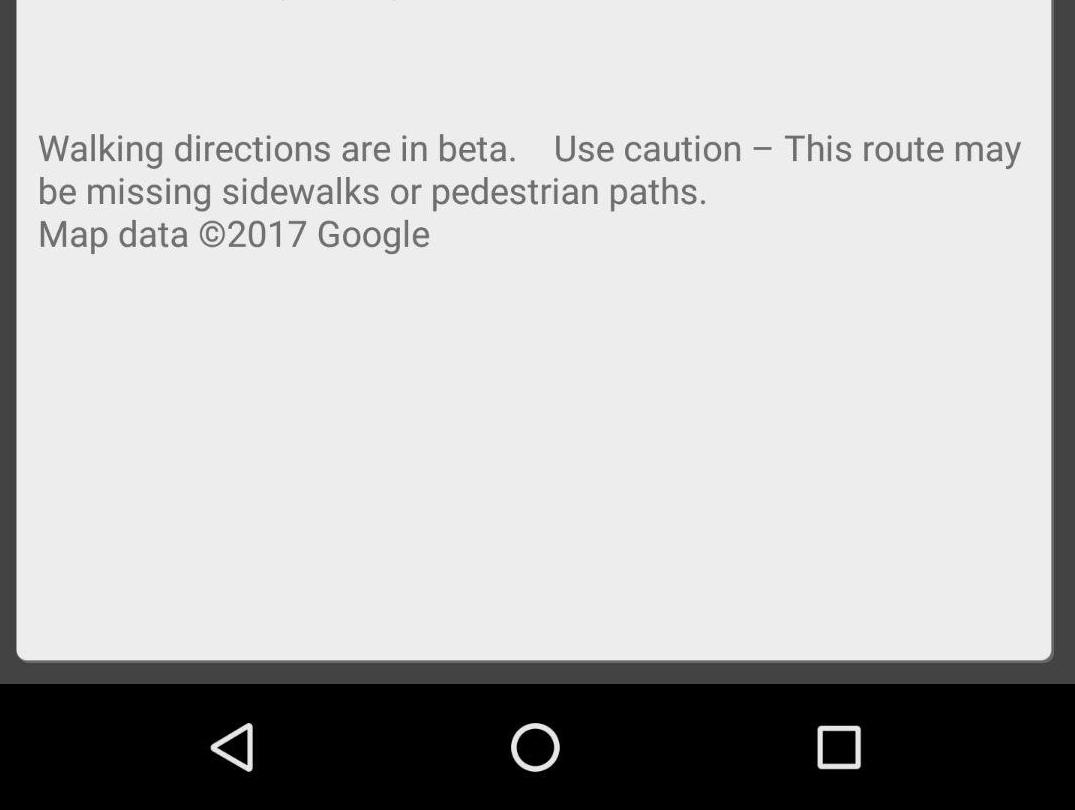 Walking directions are in beta.    Use caution – This route may
be missing sidewalks or pedestrian paths.
Map data ©2017 Google